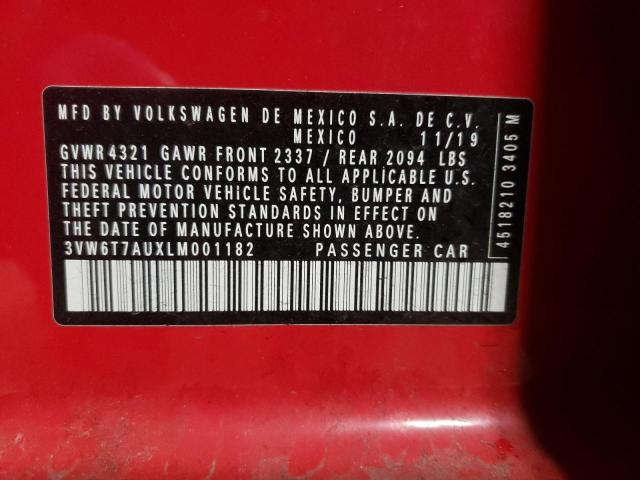 MFD BY VOLKSWAGEN DE MEXICO S.A. DE C.V.
MEXICO 11/19
GVWR 4321 GAWR FRONT 2337 / REAR 2094 LBS
THIS VEHICLE CONFORMS TO ALL APPLICABLE U.S.
FEDERAL MOTOR VEHICLE SAFETY, BUMPER AND
THEFT PREVENTION STANDARDS IN EFFECT ON
THE DATE OF MANUFACTURE SHOWN ABOVE.
3VW6T7AUXLM001182 PASSENGER CAR
4518210 3405 M